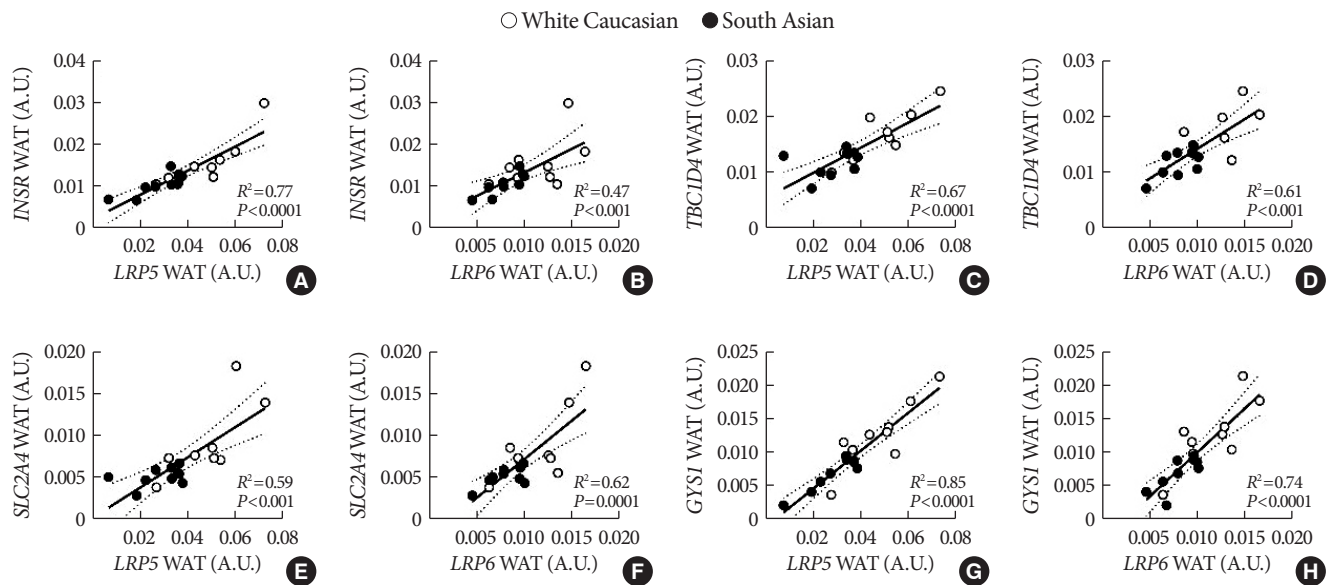 White Caucasian South Asian
INSR WAT (A.U.)
0.04
0.03
0.02
0.01
0
R²=0.77
P<0.0001
0.02 0.04 0.06 0.08
LRP5 WAT (A.U.)
A
INSR WAT (A.U.)
0.04
0.03
0.02
0.01
0
R²=0.47
P<0.001
0.005 0.010 0.015 0.020
LRP6 WAT (A.U.)
B
TBC1D4 WAT (A.U.)
0.03
0.02
0.01
0
R²=0.67
P<0.0001
0.02 0.04 0.06 0.08
LRP5 WAT (A.U.)
C
TBC1D4 WAT (A.U.)
0.03
0.02
0.01
0
R²=0.61
P<0.001
0.005 0.010 0.015 0.020
LRP6 WAT (A.U.)
D
SLC2A4 WAT (A.U.)
0.020
0.015
0.010
0.005
0
R²=0.59
P<0.001
0.02 0.04 0.06 0.08
LRP5 WAT (A.U.)
E
SLC2A4 WAT (A.U.)
0.020
0.015
0.010
0.005
0
R²=0.62
P=0.0001
0.005 0.010 0.015 0.020
LRP6 WAT (A.U.)
F
GYS1 WAT (A.U.)
0.025
0.020
0.015
0.010
0.005
0
R²=0.85
P<0.0001
0.02 0.04 0.06 0.08
LRP5 WAT (A.U.)
G
GYS1 WAT (A.U.)
0.025
0.020
0.015
0.010
0.005
0
R²=0.74
P<0.0001
0.005 0.010 0.015 0.020
LRP6 WAT (A.U.)
H